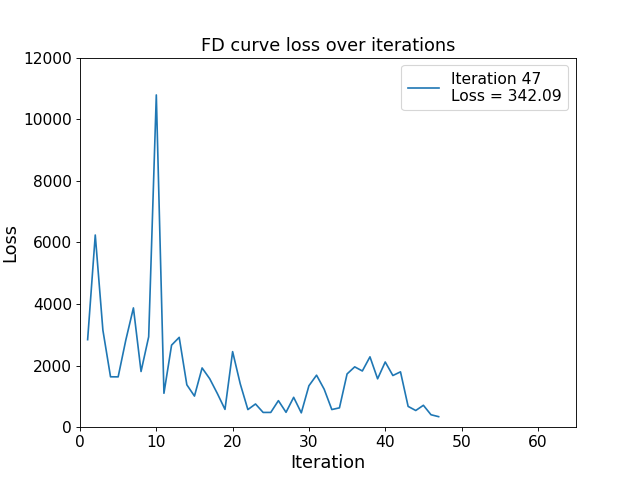 FD curve loss over iterations
12000
10000
8000
6000
4000
2000
0
Loss
Iteration 47
Loss = 342.09
0 10 20 30 40 50 60
Iteration